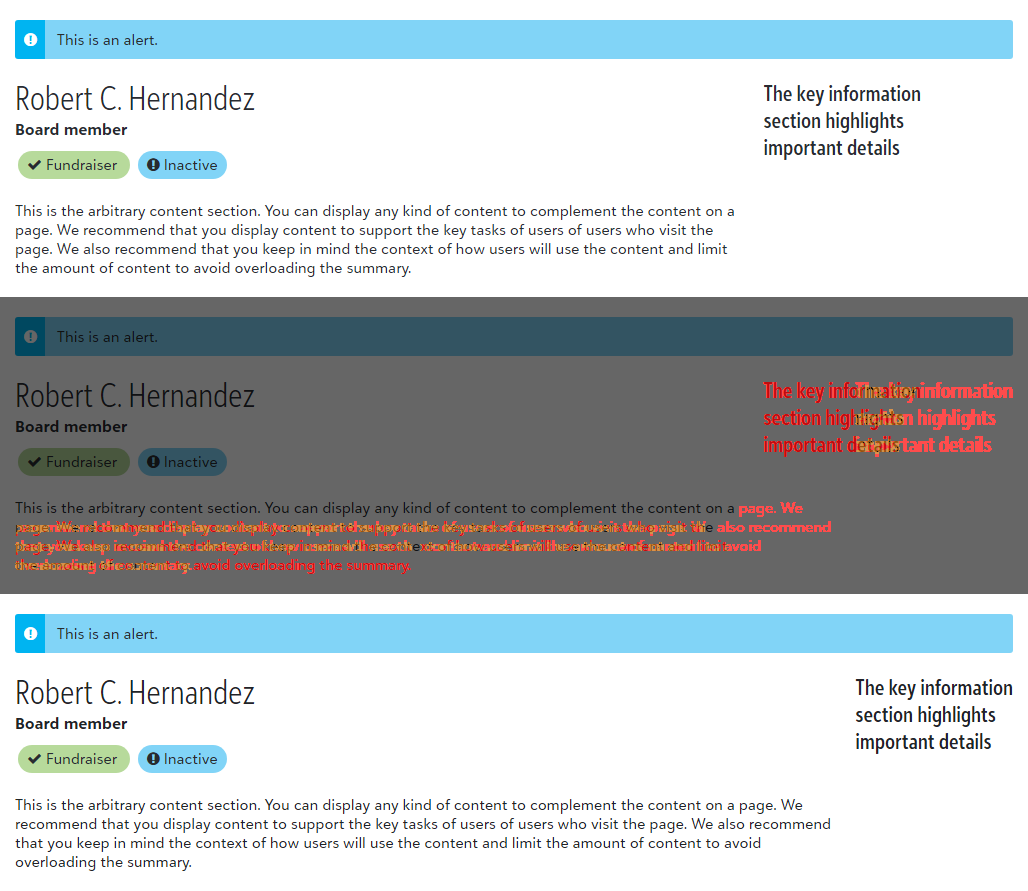 This is an alert.
Robert C. Hernandez
Board member
Fundraiser
Inactive
The key information
section highlights
important details
This is the arbitrary content section. You can display any kind of content to complement the content on a
page. We recommend that you display content to support the key tasks of users of users who visit the
page. We also recommend that you keep in mind the context of how users will use the content and limit
the amount of content to avoid overloading the summary.
This is an alert.
Robert C. Hernandez
Board member
Fundraiser
Inactive
The key information
section highlights
important details
This is the arbitrary content section. You can display any kind of content to complement the content on a page. We
also recommend
avoid
avoid overloading the summary.
This is an alert.
Robert C. Hernandez
Board member
Fundraiser
Inactive
The key information
section highlights
important details
This is the arbitrary content section. You can display any kind of content to complement the content on a page. We
recommend that you display content to support the key tasks of users of users who visit the page. We also recommend
that you keep in mind the context of how users will use the content and limit the amount of content to avoid
overloading the summary.